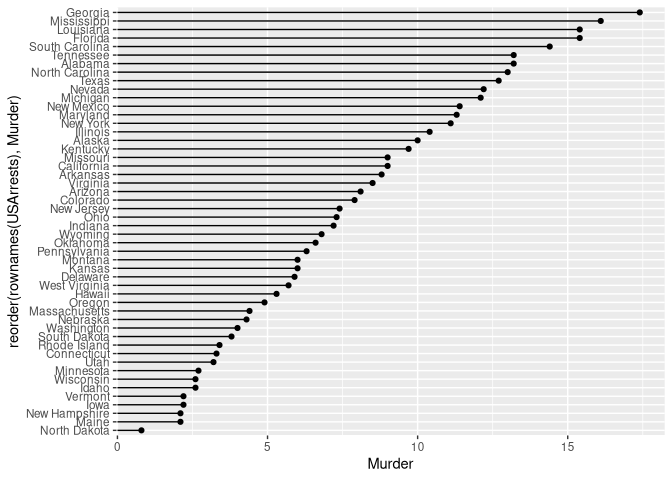 Georgia
Mississippi
Louisiana
Florida
South Carolina
Tennessee
Alabama
North Carolina
Texas
Nevada
Michigan
New Mexico
Maryland
New York
Illinois
Alaska
Kentucky
Missouri
California
Arkansas
Virginia
Arizona
Colorado
New Jersey
Ohio
Indiana
Wyoming
Oklahoma
Pennsylvania
Montana
Kansas
Delaware
West Virginia
Hawaii
Oregon
Massachusetts
Nebraska
Washington
South Dakota
Rhode Island
Connecticut
Utah
Minnesota
Wisconsin
Idaho
Vermont
Iowa
New Hampshire
Maine
North Dakota
reorder(rownames(USArrests), Murder)
0 5 10 15
Murder